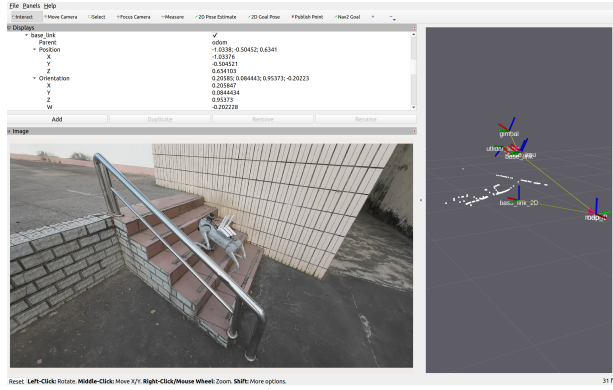 File Panels Help
Interact Move Camera Select Focus Camera Measure 2D Pose Estimate 2D Goal Pose Publish Point Nav2 Goal
Displays
base_link
Parent odom
Position -1.0338; -0.50452; 0.6341
X -1.03376
Y -0.504521
Z 0.634103
Orientation 0.20585; 0.084443; 0.95373; -0.20223
X 0.205847
Y 0.0844434
Z 0.95373
W -0.202228
Add Duplicate Remove Rename
Image
gimbal
base_link_2D
Reset Left-Click: Rotate. Middle-Click: Move X/Y. Right-Click/Mouse Wheel: Zoom. Shift: More options.
31 f